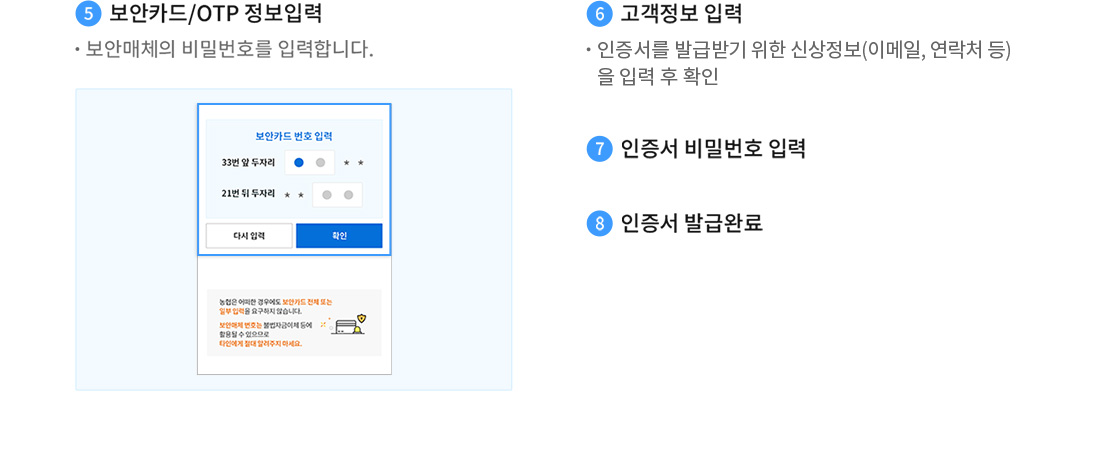 5 보안카드/OTP 정보입력
· 보안매체의 비밀번호를 입력합니다.
보안카드 번호 입력
33번 앞 두자리 * *
21번 뒤 두자리 * *
다시 입력 확인
농협은 어떠한 경우에도 보안카드 전체 또는
일부 입력을 요구하지 않습니다.
보안매체 번호는 불법자금이체 등에
활용될 수 있으므로
타인에게 절대 알려주지 마세요.
6 고객정보 입력
· 인증서를 발급받기 위한 신상정보(이메일, 연락처 등)
을 입력 후 확인
7 인증서 비밀번호 입력
8 인증서 발급완료